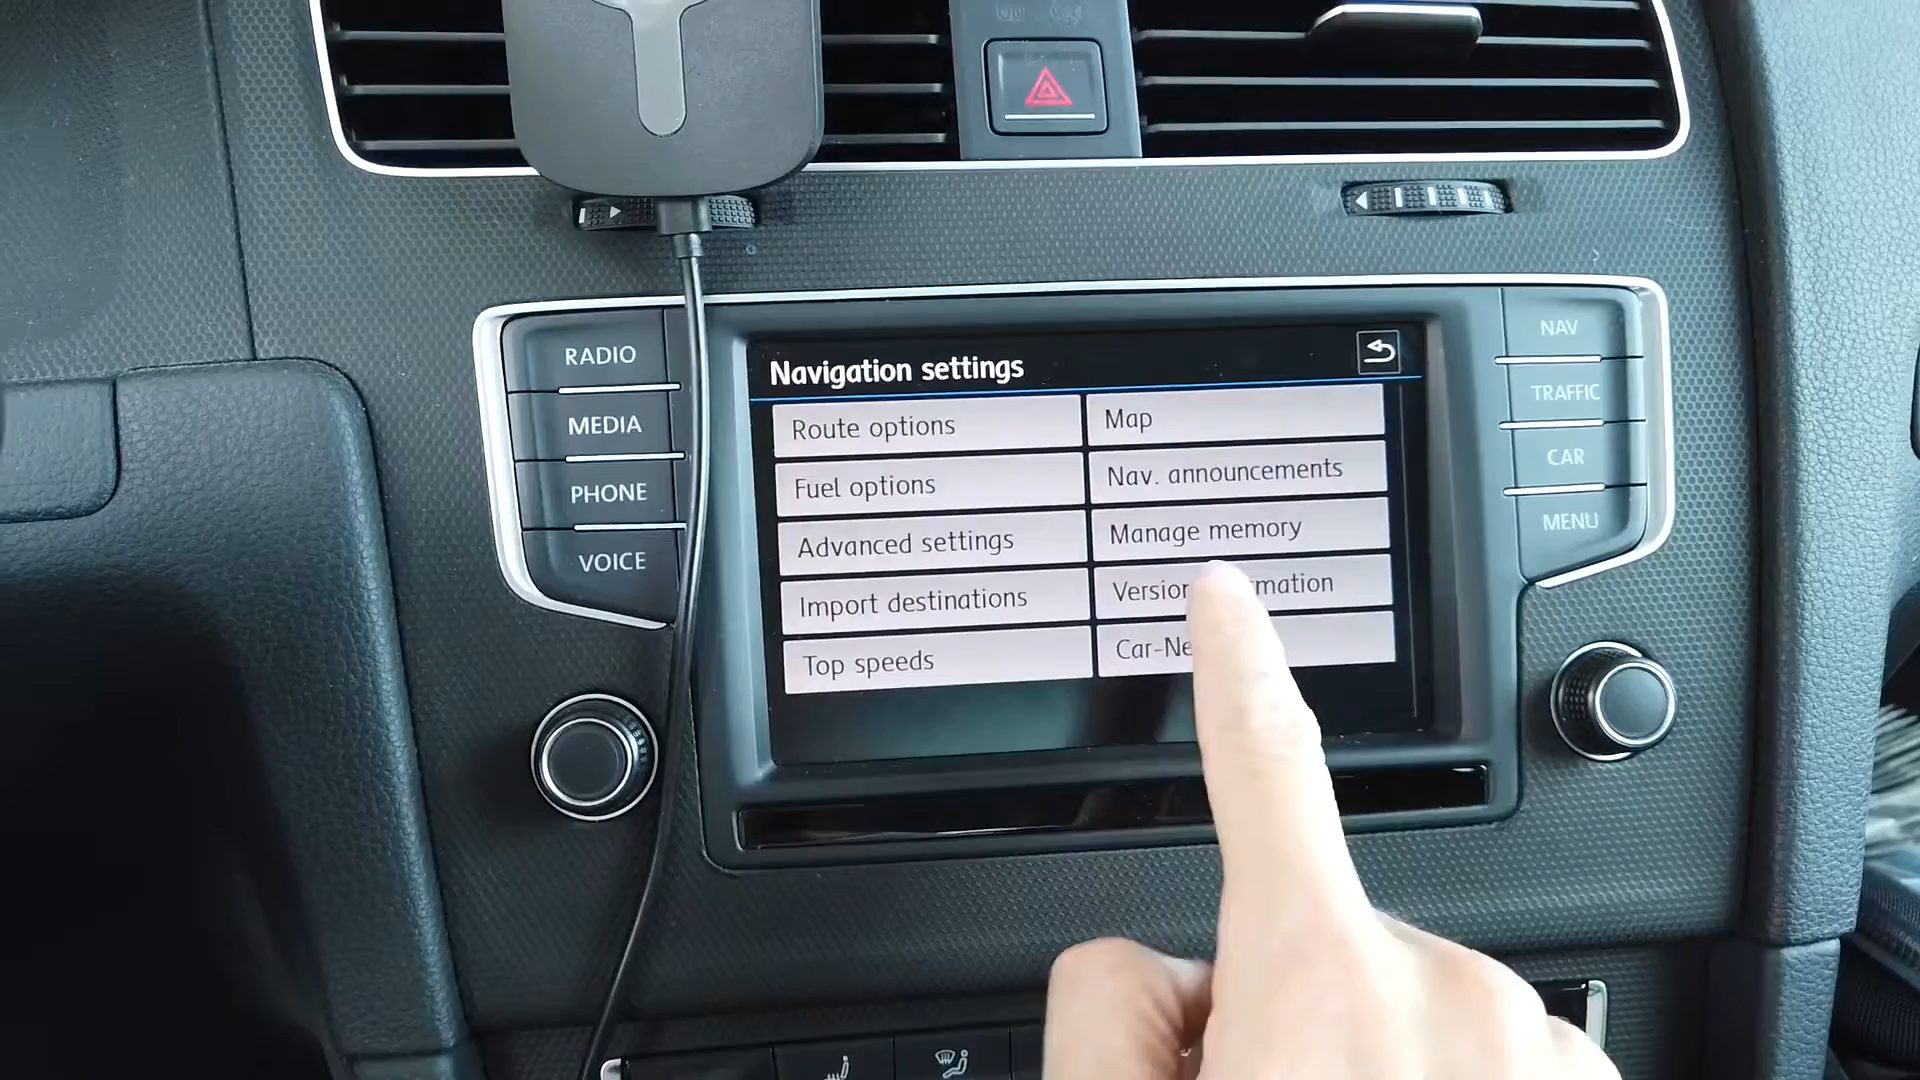 RADIO
MEDIA
PHONE
VOICE
Navigation settings
Route options
Map
Fuel options
Nav. announcements
Advanced settings
Manage memory
Import destinations
Top speeds
NAV
TRAFFIC
CAR
MENU